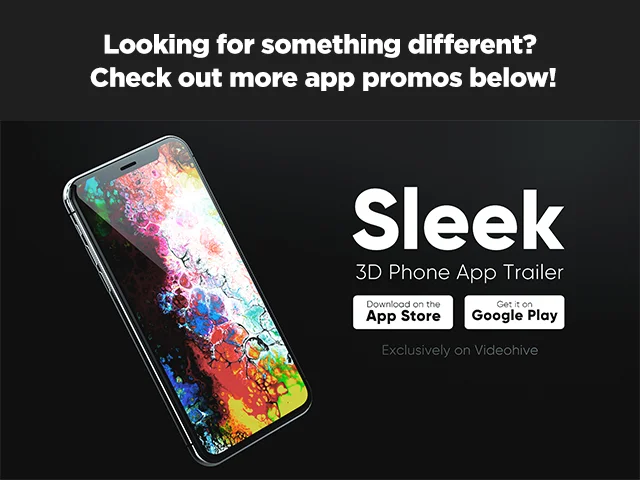 Looking for something different?
Check out more app promos below!
Sleek
3D Phone App Trailer
Download on the
App Store
Get it on
Google Play
Exclusively on Videohive